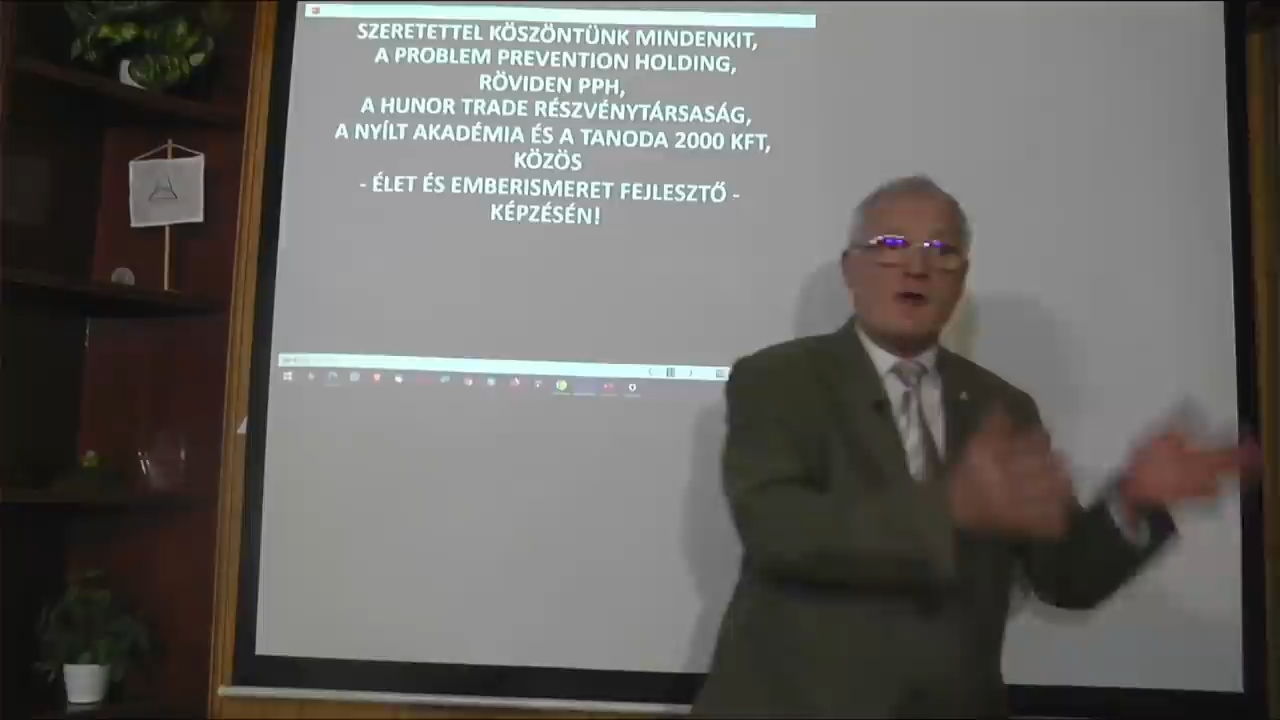 SZERETETTEL KÖSZÖNTÜNK MINDENKIT,
A PROBLEM PREVENTION HOLDING,
RÖVIDEN PPH,
A HUNOR TRADE RÉSZVÉNYTÁRSASÁG,
A NYÍLT AKADÉMIA ÉS A TANODA 2000 KFT,
KÖZÖS
- ÉLET ÉS EMBERISMERET FEJLESZTŐ -
KÉPZÉSÉN!